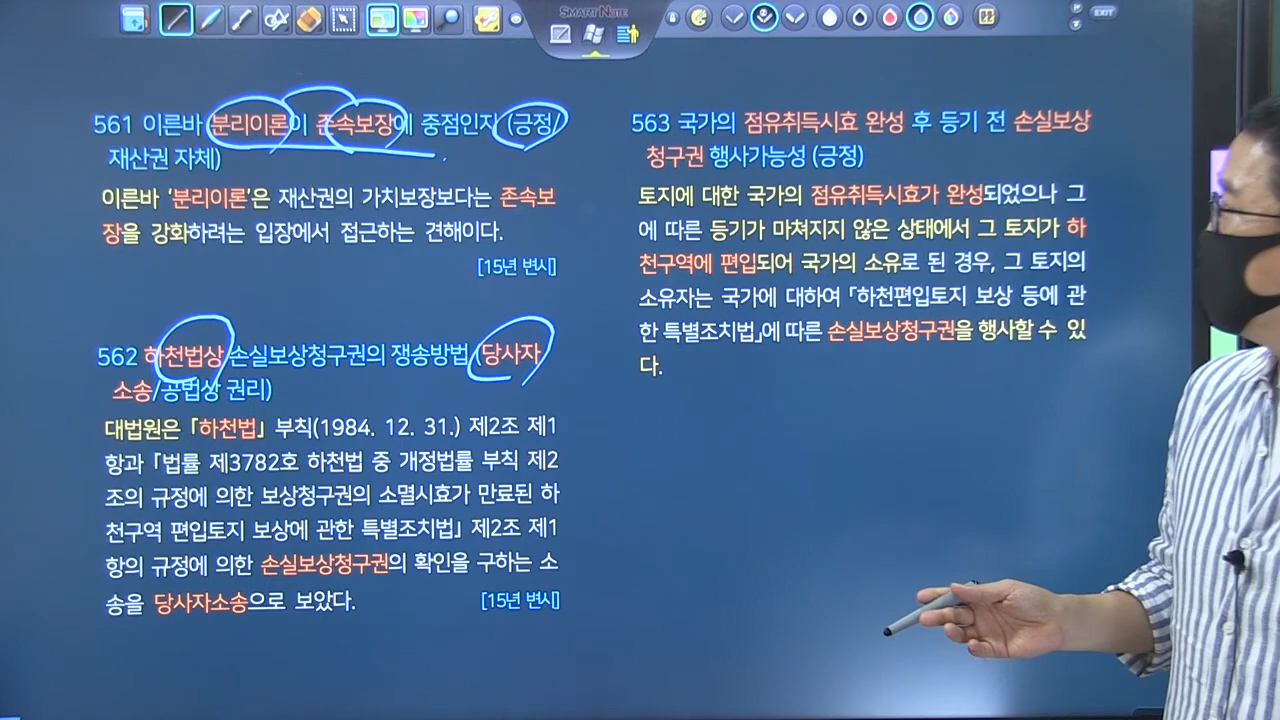 SMART NOTE
EXIT
561 이른바 분리이론이 존속보장에 중점인지 (긍정/
재산권 자체)
이른바 '분리이론'은 재산권의 가치보장보다는 존속보
장을 강화하려는 입장에서 접근하는 견해이다.
[15년 변시]
562 하천법상 손실보상청구권의 쟁송방법 (당사자
소송/공법상 권리)
대법원은 「하천법」 부칙(1984. 12. 31.) 제2조 제1
항과 「법률 제3782호 하천법 중 개정법률 부칙 제2
조의 규정에 의한 보상청구권의 소멸시효가 만료된 하
천구역 편입토지 보상에 관한 특별조치법」 제2조 제1
항의 규정에 의한 손실보상청구권의 확인을 구하는 소
송을 당사자소송으로 보았다.
[15년 변시]
563 국가의 점유취득시효 완성 후 등기 전 손실보상
청구권 행사가능성 (긍정)
토지에 대한 국가의 점유취득시효가 완성되었으나 그
에 따른 등기가 마쳐지지 않은 상태에서 그 토지가 하
천구역에 편입되어 국가의 소유로 된 경우, 그 토지의
소유자는 국가에 대하여 「하천편입토지 보상 등에 관
한 특별조치법」에 따른 손실보상청구권을 행사할 수 있
다.